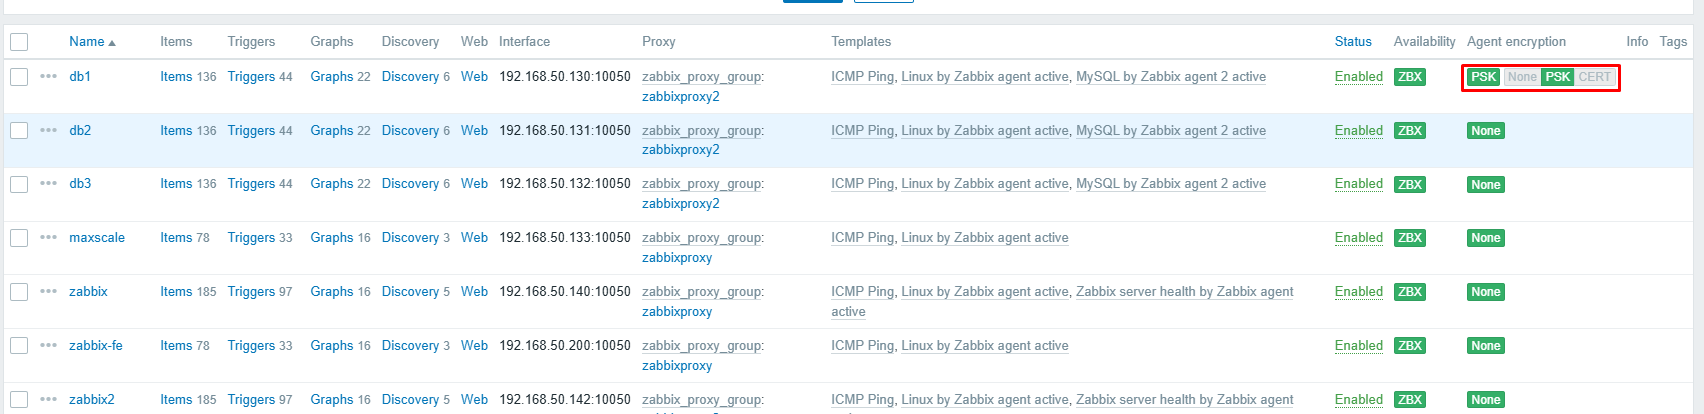 Name Items Triggers Graphs Discovery Web Interface Proxy Templates Status Availability Agent encryption Info Tags
db1 Items 136 Triggers 44 Graphs 22 Discovery 6 Web 192.168.50.130:10050 zabbix_proxy_group: ICMP Ping, Linux by Zabbix agent active, MySQL by Zabbix agent 2 active Enabled ZBX PSK None PSK CERT
zabbixproxy2
db2 Items 136 Triggers 44 Graphs 22 Discovery 6 Web 192.168.50.131:10050 zabbix_proxy_group: ICMP Ping, Linux by Zabbix agent active, MySQL by Zabbix agent 2 active Enabled ZBX None
zabbixproxy2
db3 Items 136 Triggers 44 Graphs 22 Discovery 6 Web 192.168.50.132:10050 zabbix_proxy_group: ICMP Ping, Linux by Zabbix agent active, MySQL by Zabbix agent 2 active Enabled ZBX None
zabbixproxy2
maxscale Items 78 Triggers 33 Graphs 16 Discovery 3 Web 192.168.50.133:10050 zabbix_proxy_group: ICMP Ping, Linux by Zabbix agent active Enabled ZBX None
zabbixproxy
zabbix Items 185 Triggers 97 Graphs 16 Discovery 5 Web 192.168.50.140:10050 zabbix_proxy_group: ICMP Ping, Linux by Zabbix agent active, Zabbix server health by Zabbix agent Enabled ZBX None
zabbixproxy active
zabbix-fe Items 78 Triggers 33 Graphs 16 Discovery 3 Web 192.168.50.200:10050 zabbix_proxy_group: ICMP Ping, Linux by Zabbix agent active Enabled ZBX None
zabbixproxy
zabbix2 Items 185 Triggers 97 Graphs 16 Discovery 5 Web 192.168.50.142:10050 zabbix_proxy_group: ICMP Ping, Linux by Zabbix agent active, Zabbix server health by Zabbix agent Enabled ZBX None